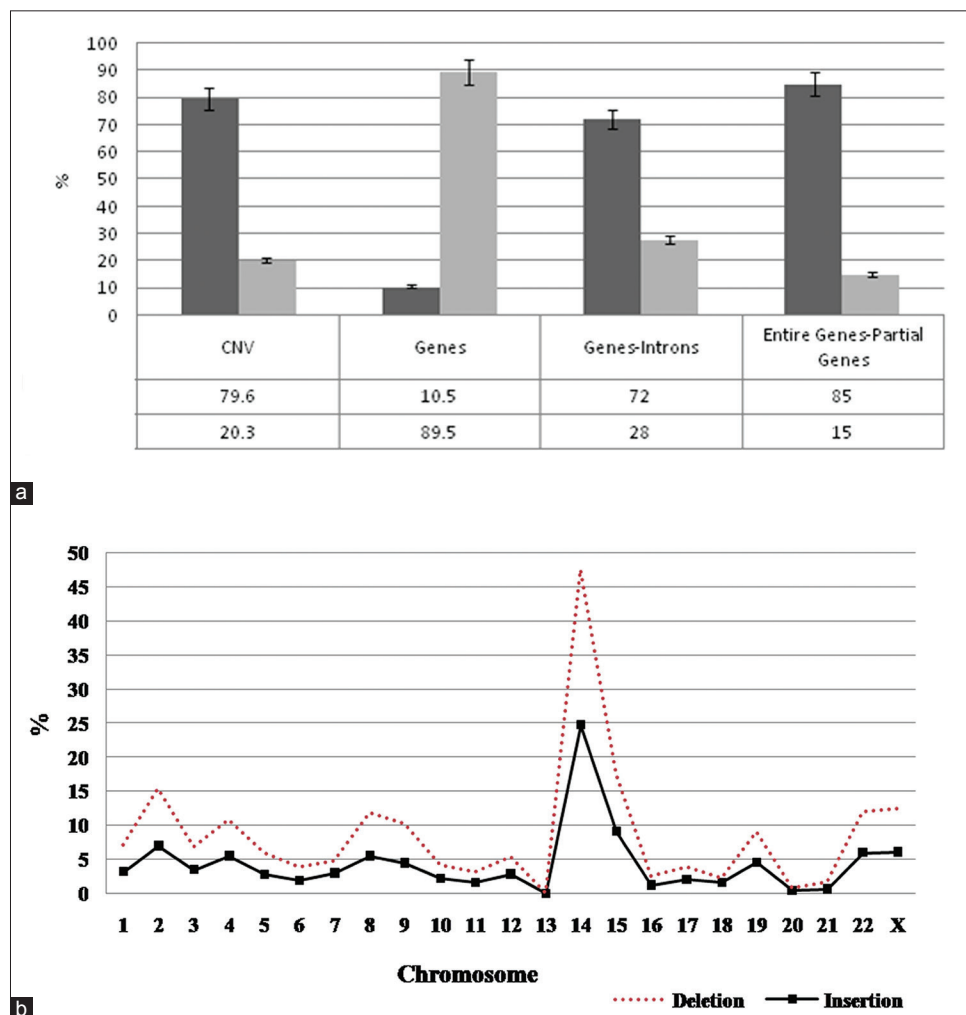 100
90
80
70
60
50
40
30
20
10
0
%
CNV Genes Genes-Introns Entire Genes-Partial
Genes
79.6 10.5 72 85
20.3 89.5 28 15
a
50
45
40
35
30
25
20
15
10
5
0
%
1 2 3 4 5 6 7 8 9 10 11 12 13 14 15 16 17 18 19 20 21 22 X
Chromosome
Deletion Insertion
b